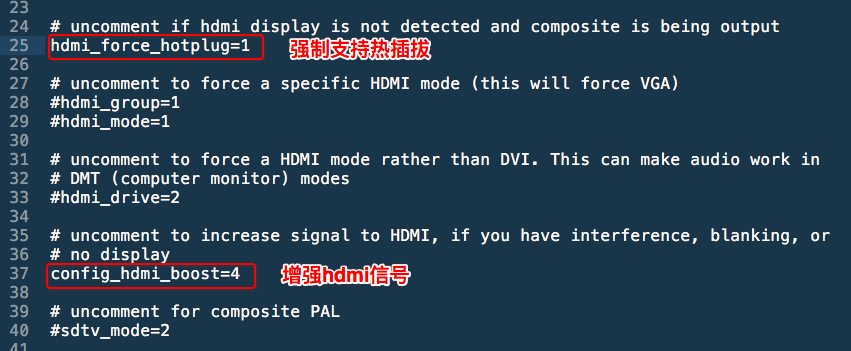 23
24 # uncomment if hdmi display is not detected and composite is being output
25 hdmi_force_hotplug=1 强制支持热插拔
26
27 # uncomment to force a specific HDMI mode (this will force VGA)
28 #hdmi_group=1
29 #hdmi_mode=1
30
31 # uncomment to force a HDMI mode rather than DVI. This can make audio work in
32 # DMT (computer monitor) modes
33 #hdmi_drive=2
34
35 # uncomment to increase signal to HDMI, if you have interference, blanking, or
36 # no display
37 config_hdmi_boost=4 增强hdmi信号
38
39 # uncomment for composite PAL
40 #sdtv_mode=2
41